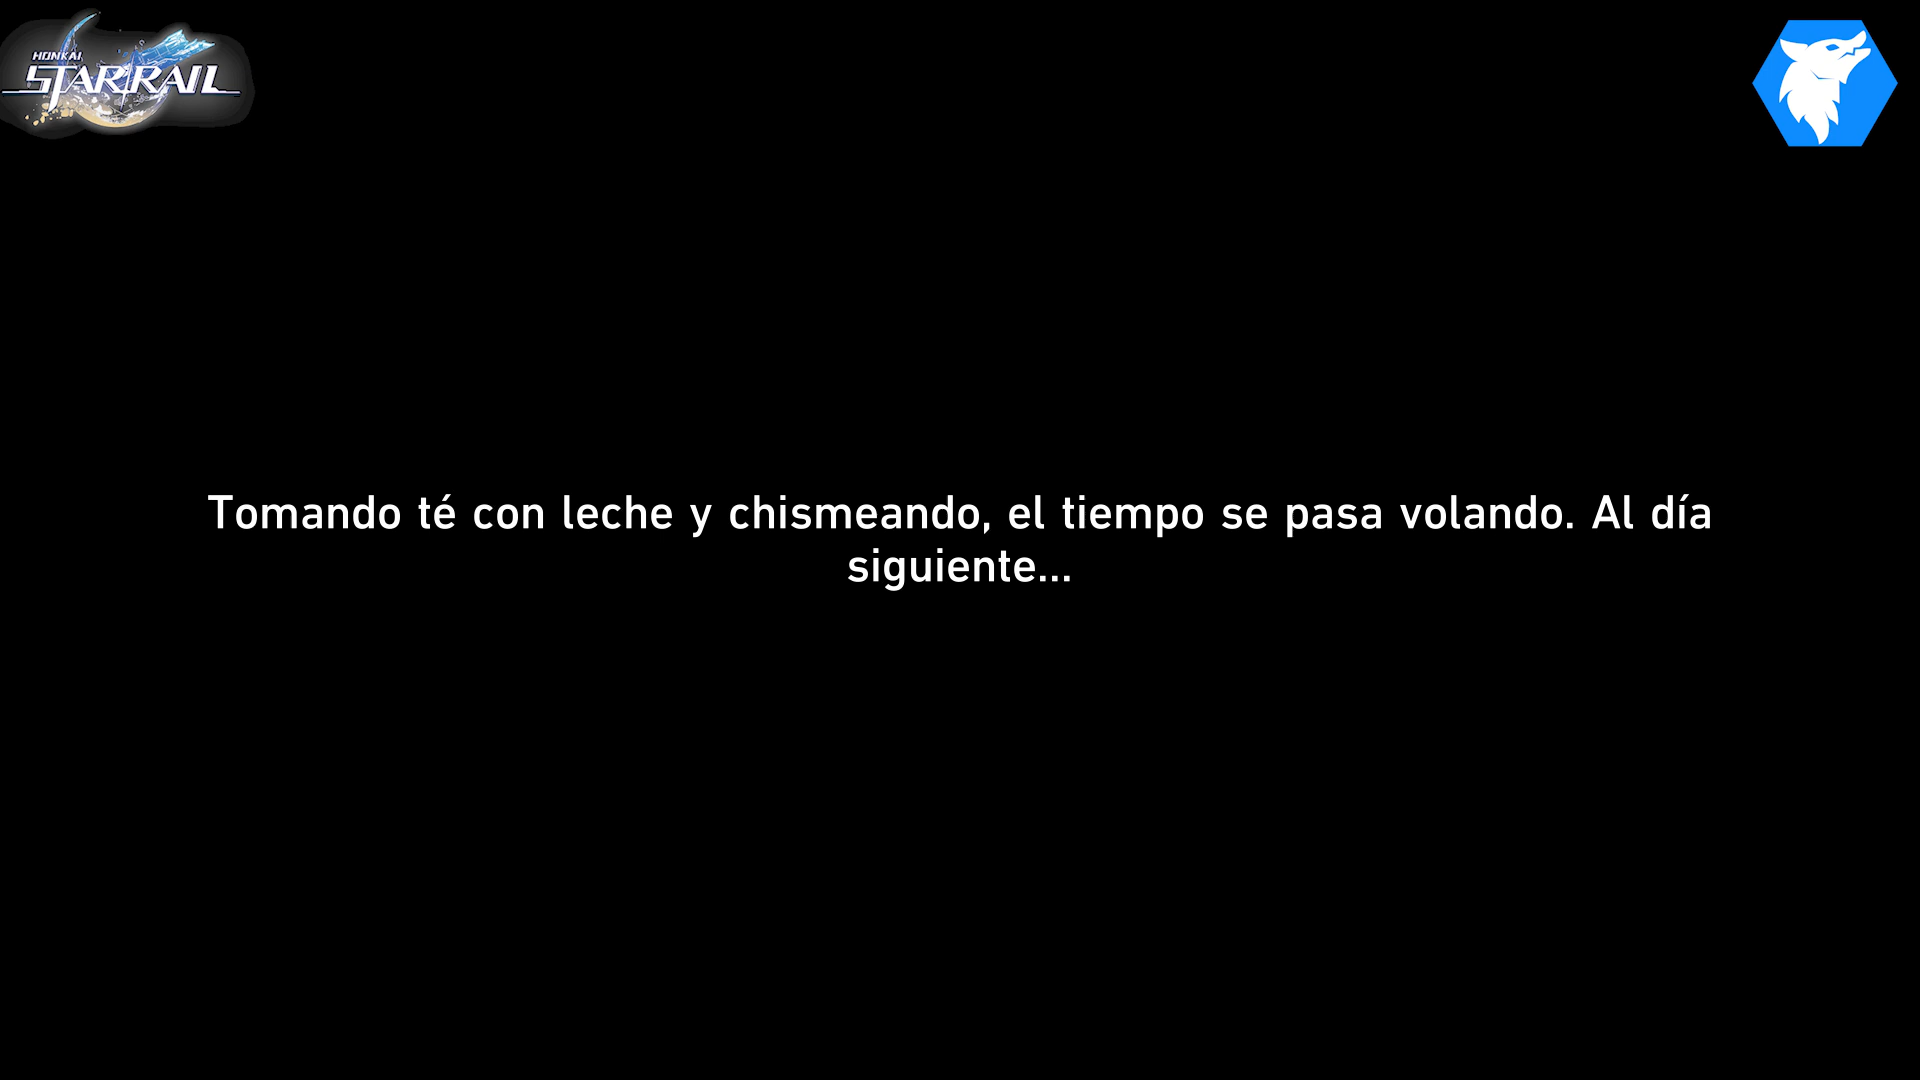 HONKAI
STAR RAIL
Tomando té con leche y chismeando, el tiempo se pasa volando. Al día
siguiente...